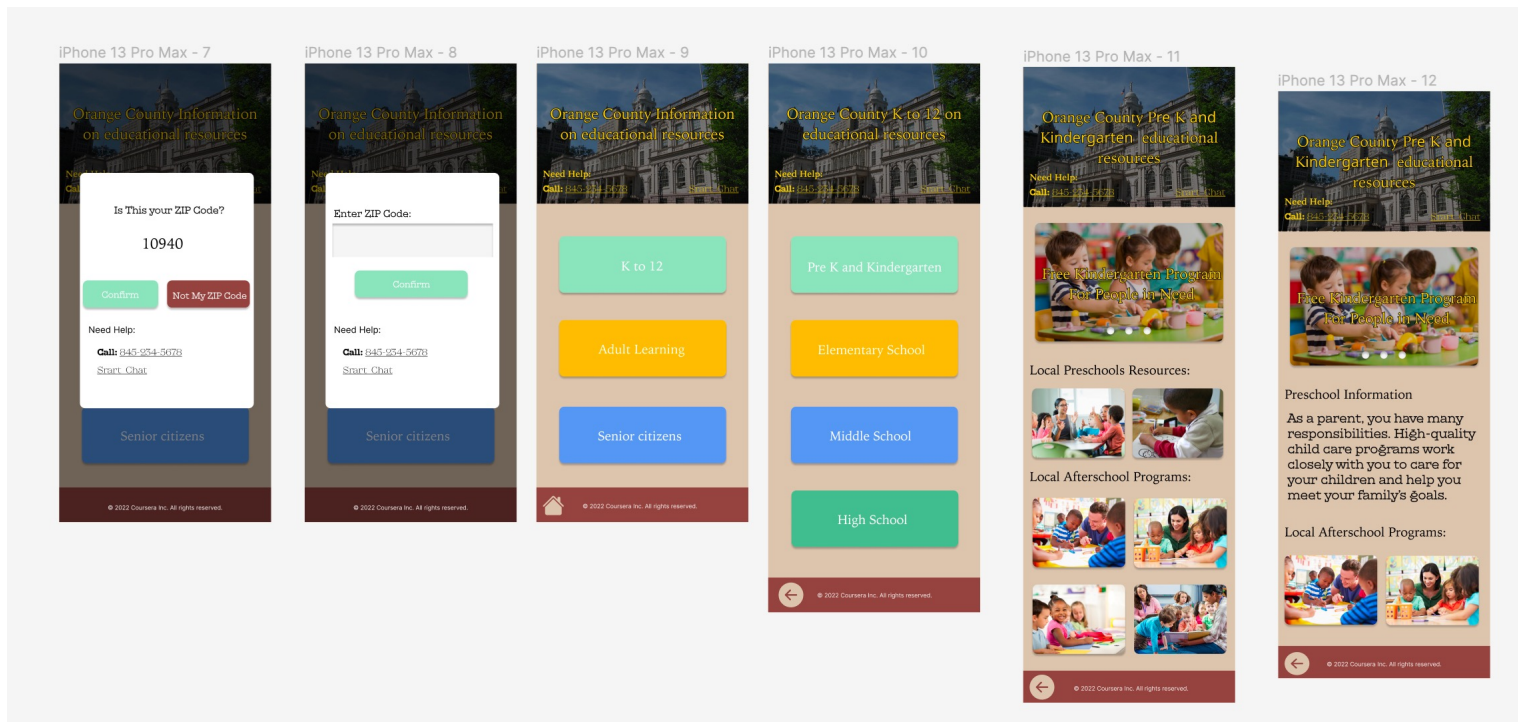 iPhone 13 Pro Max - 7
Orange County Information
on educational resources
Need Help:
Is This your ZIP Code?
10940
Confirm
Not My ZIP Code
Need Help:
Call: 845-234-5678
Srart Chat
Senior citizens
© 2022 Coursera Inc. All rights reserved.
iPhone 13 Pro Max - 8
Orange County Information
on educational resources
Enter ZIP Code:
Confirm
Need Help:
Call: 845-234-5678
Srart Chat
Senior citizens
© 2022 Coursera Inc. All rights reserved.
iPhone 13 Pro Max - 9
Orange County Information
on educational resources
Need Help:
Call: 845-234-5678
Srart Chat
K to 12
Adult Learning
Senior citizens
© 2022 Coursera Inc. All rights reserved.
iPhone 13 Pro Max - 10
Orange County K to 12 on
educational resources
Need Help:
Call: 845-234-5678
Srart Chat
Pre K and Kindergarten
Elementary School
Middle School
High School
© 2022 Coursera Inc. All rights reserved.
iPhone 13 Pro Max - 11
Orange County Pre K and
Kindergarten educational
resources
Need Help:
Call: 845-234-5678
Srart Chat
Free Kindergarten Program
For People in Need
Local Preschools Resources:
Local Afterschool Programs:
© 2022 Coursera Inc. All rights reserved.
iPhone 13 Pro Max - 12
Orange County Pre K and
Kindergarten educational
resources
Need Help:
Call: 845-234-5678
Srart Chat
Free Kindergarten Program
For People in Need
Preschool Information
As a parent, you have many
responsibilities. High-quality
child care programs work
closely with you to care for
your children and help you
meet your family's goals.
Local Afterschool Programs:
© 2022 Coursera Inc. All rights reserved.